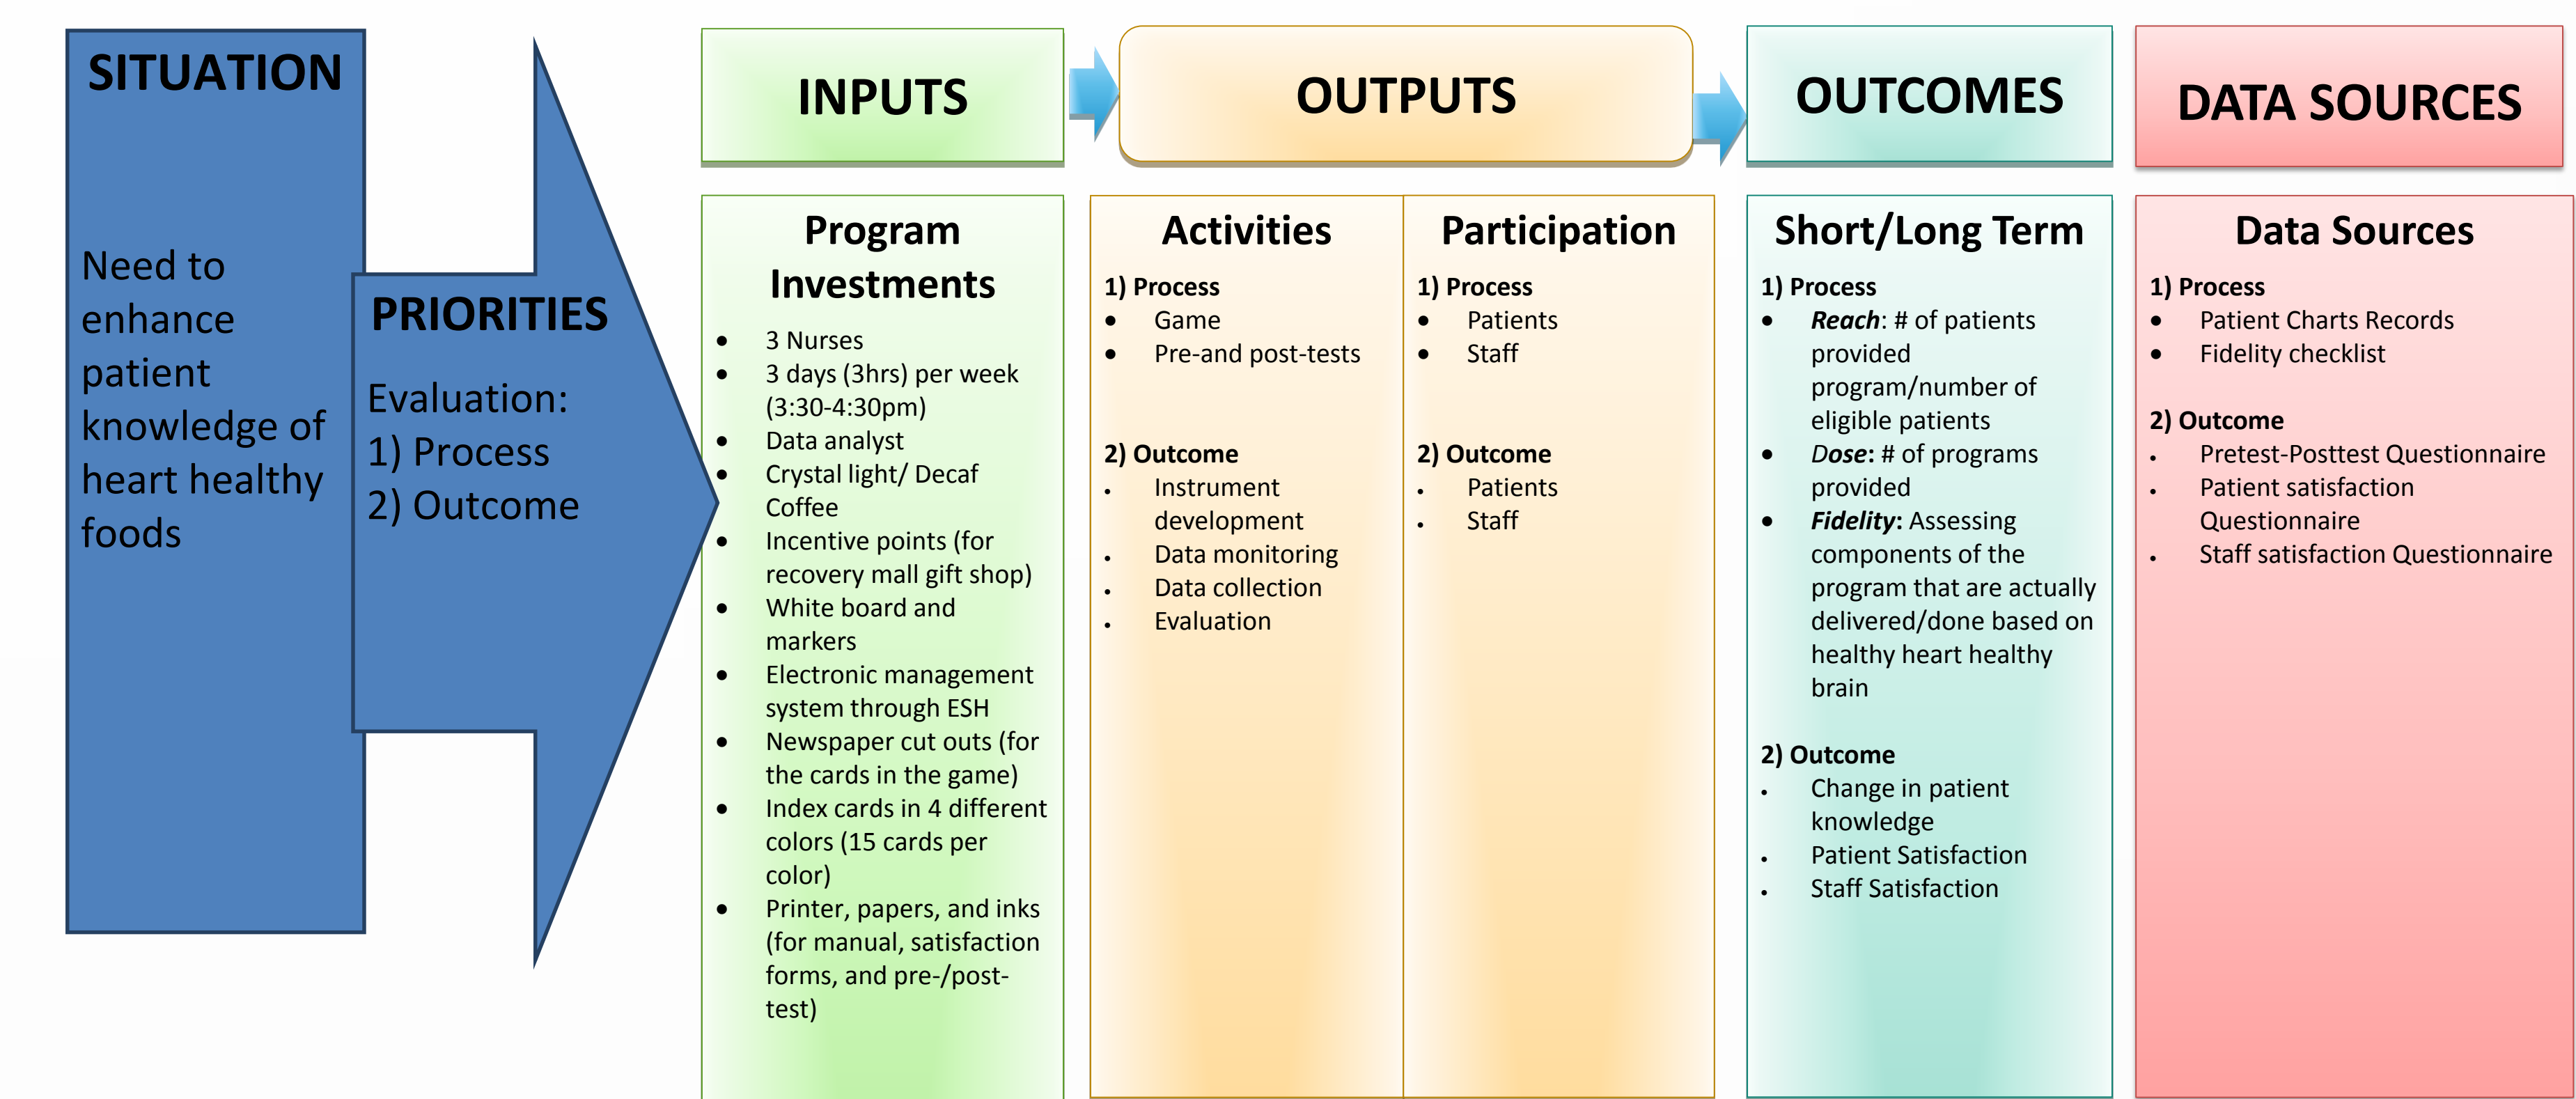 SITUATION
Need to
enhance
patient
knowledge of
heart healthy
foods
PRIORITIES
Evaluation:
1) Process
2) Outcome
INPUTS
OUTPUTS
OUTCOMES
DATA SOURCES
Program
Investments
• 3 Nurses
• 3 days (3hrs) per week
(3:30-4:30pm)
• Data analyst
• Crystal light/ Decaf
Coffee
• Incentive points (for
recovery mall gift shop)
• White board and
markers
• Electronic management
system through ESH
• Newspaper cut outs (for
the cards in the game)
• Index cards in 4 different
colors (15 cards per
color)
• Printer, papers, and inks
(for manual, satisfaction
forms, and pre-/post-
test)
Activities
1) Process
• Game
• Pre-and post-tests
2) Outcome
• Instrument
development
• Data monitoring
• Data collection
• Evaluation
Participation
1) Process
• Patients
• Staff
2) Outcome
• Patients
• Staff
Short/Long Term
1) Process
• Reach: # of patients
provided
program/number of
eligible patients
• Dose: # of programs
provided
• Fidelity: Assessing
components of the
program that are actually
delivered/done based on
healthy heart healthy
brain
2) Outcome
• Change in patient
knowledge
• Patient Satisfaction
• Staff Satisfaction
Data Sources
1) Process
• Patient Charts Records
• Fidelity checklist
2) Outcome
• Pretest-Posttest Questionnaire
• Patient satisfaction
Questionnaire
• Staff satisfaction Questionnaire